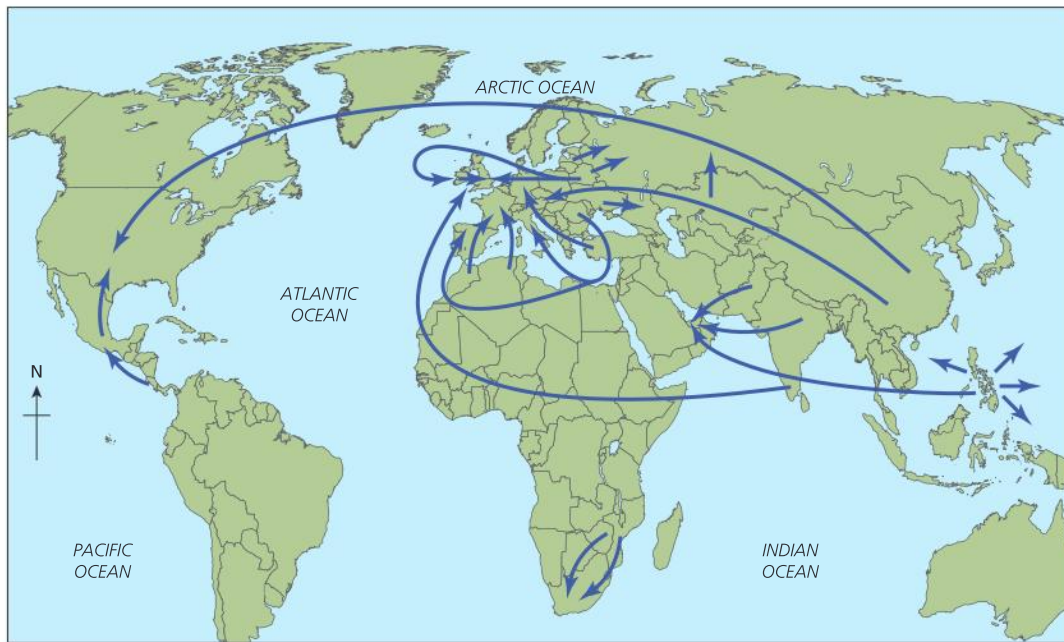 ARCTIC OCEAN
ATLANTIC
OCEAN
N
PACIFIC
OCEAN
INDIAN
OCEAN